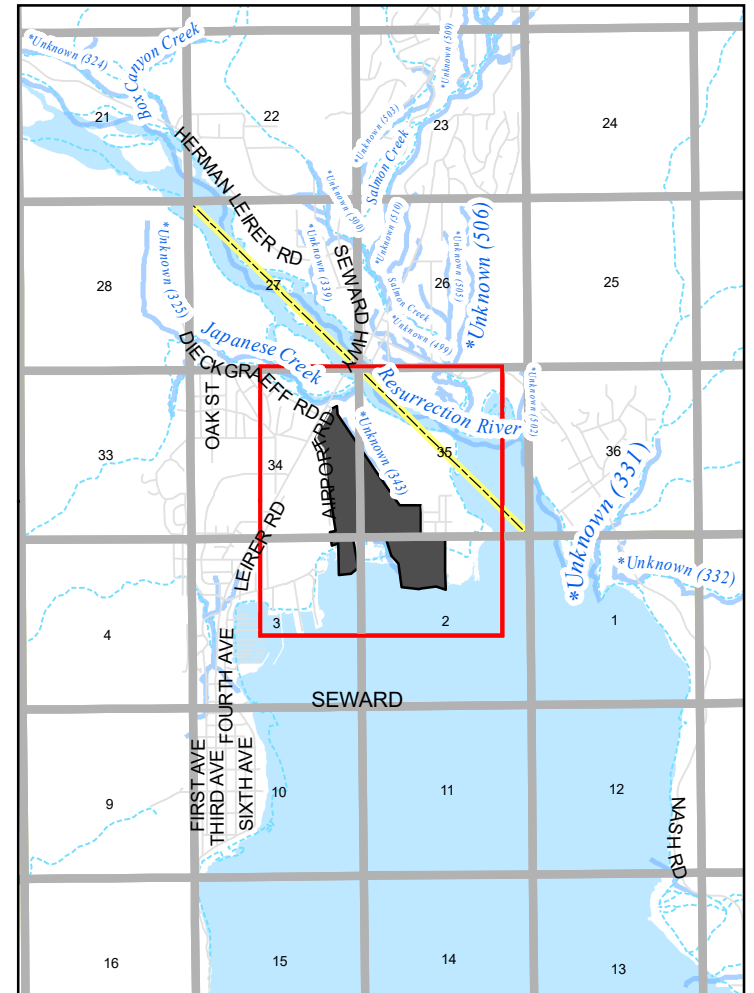 *Unknown (324)
Box Canyon Creek
*Unknown (509)
21
22
*Unknown (503)
23
24
Salmon Creek
HERMAN LEIRER RD
*Unknown (500)
*Unknown (510)
*Unknown (506)
*Unknown (325)
*Unknown (339)
SEWARD HWY
*Unknown (505)
28
27
26
25
Salmon Creek
*Unknown (499)
Japanese Creek
DIECKGRAEFF RD
Resurrection River
*Unknown (502)
OAK ST
AIRPORT RD
*Unknown (343)
33
34
35
36
*Unknown (331)
LEIRER RD
*Unknown (332)
4
3
2
1
FOURTH AVE
SEWARD
FIRST AVE
THIRD AVE
SIXTH AVE
9
10
11
12
NASH RD
16
15
14
13